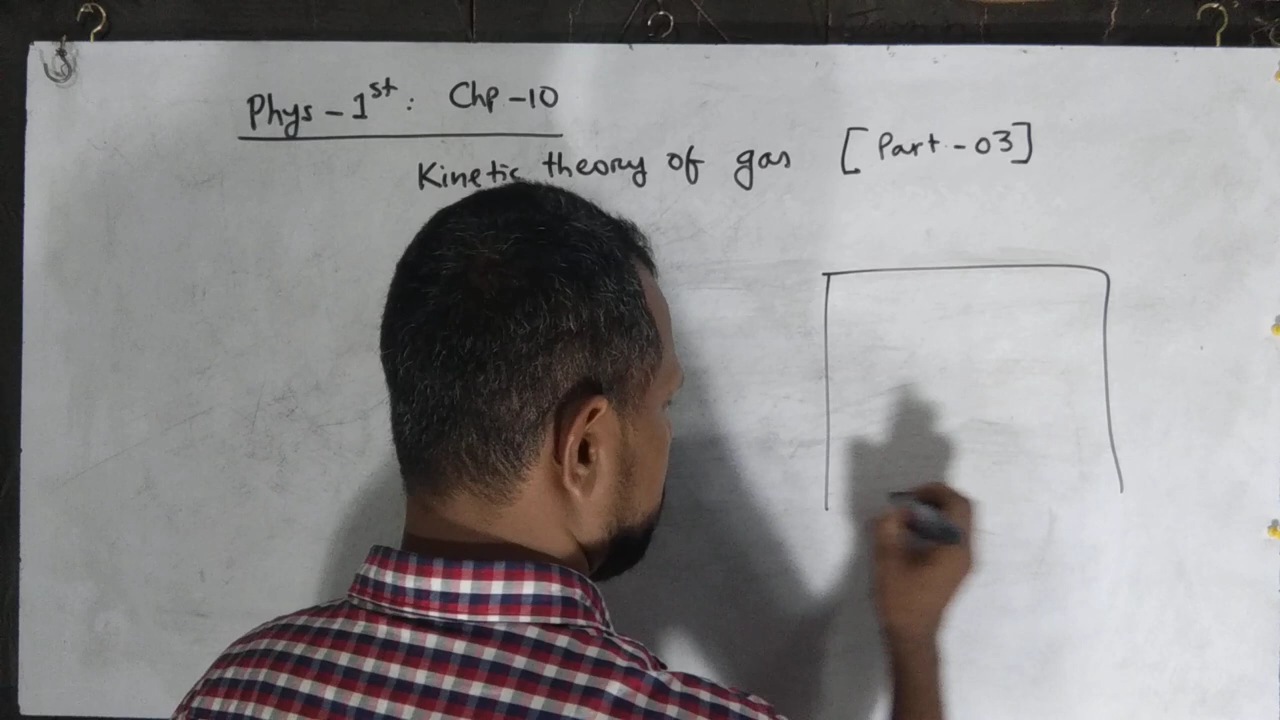 Phys - 1st: Chp - 10
Kinetic theory of gas [Part - 03]